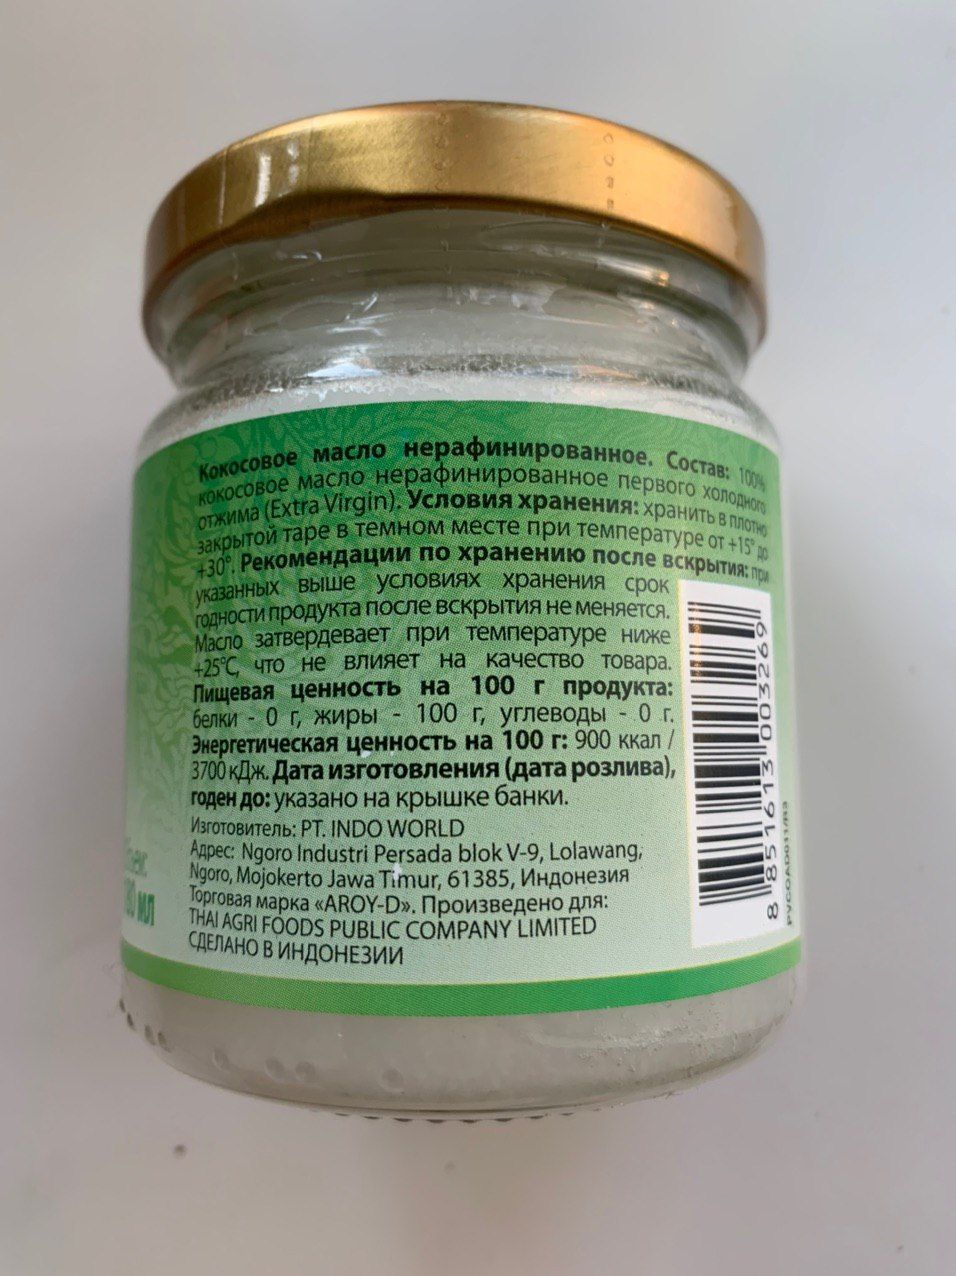 Кокосовое масло нерафинированное. Состав: 100%
кокосовое масло нерафинированное первого холодного
отжима (Extra Virgin). Условия хранения: хранить в плотно
закрытой таре в темном месте при температуре от +15° до
+30°. Рекомендации по хранению после вскрытия: при
указанных выше условиях хранения срок
годности продукта после вскрытия не меняется.
Масло затвердевает при температуре ниже
+25°C, что не влияет на качество товара.
Пищевая ценность на 100 г продукта:
белки - 0 г, жиры - 100 г, углеводы - 0 г.
Энергетическая ценность на 100 г: 900 ккал /
3700 кДж. Дата изготовления (дата розлива),
годен до: указано на крышке банки.
Изготовитель: PT. INDO WORLD
Адрес: Ngoro Industri Persada blok V-9, Lolawang,
Ngoro, Mojokerto Jawa Timur, 61385, Индонезия
Торговая марка «AROY-D». Произведено для:
THAI AGRI FOODS PUBLIC COMPANY LIMITED
СДЕЛАНО В ИНДОНЕЗИИ
мл
8 851613 003269
PYCOAD011/R3